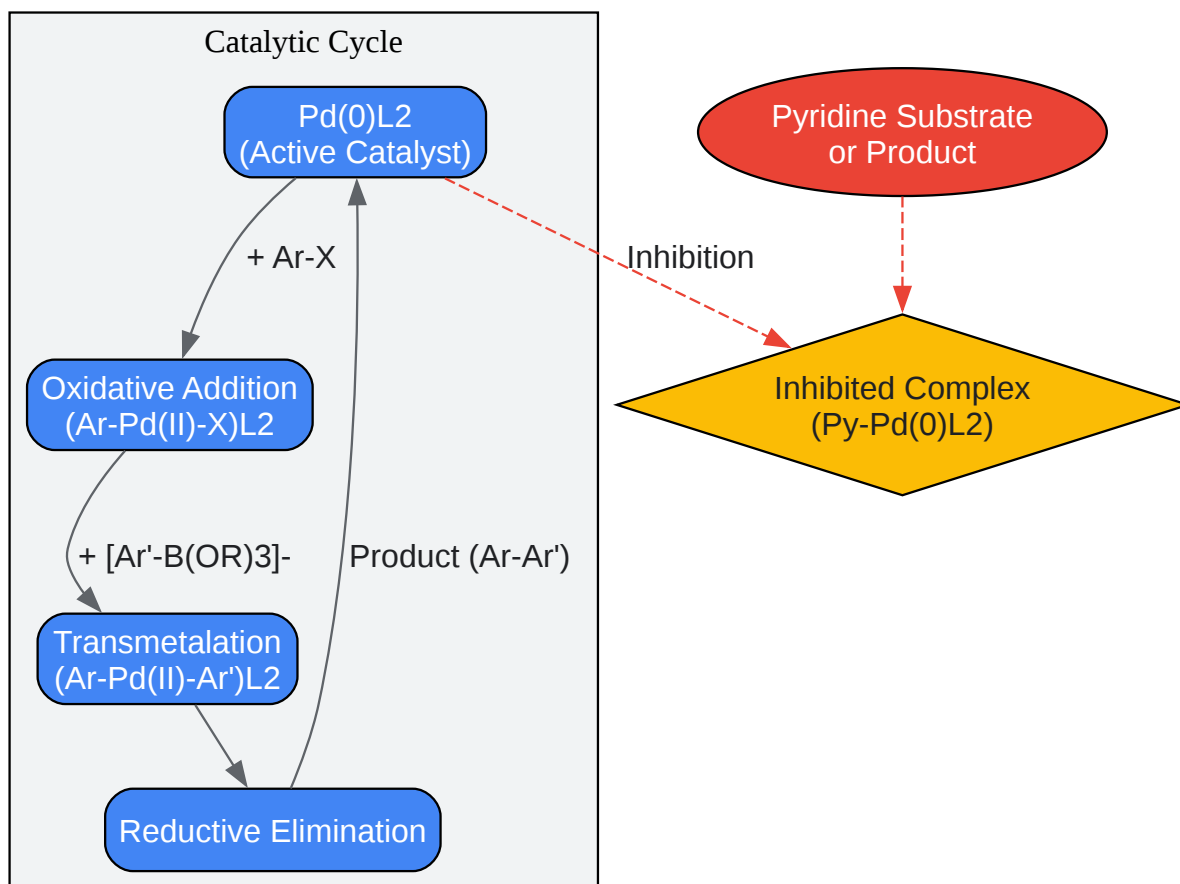 Catalytic Cycle
Pd(0)L2
(Active Catalyst)
Pyridine Substrate
or Product
+ Ar-X
Inhibition
Oxidative Addition
(Ar-Pd(II)-X)L2
Inhibited Complex
(Py-Pd(0)L2)
+ [Ar'-B(OR)3]-
Product (Ar-Ar')
Transmetalation
(Ar-Pd(II)-Ar')L2
Reductive Elimination